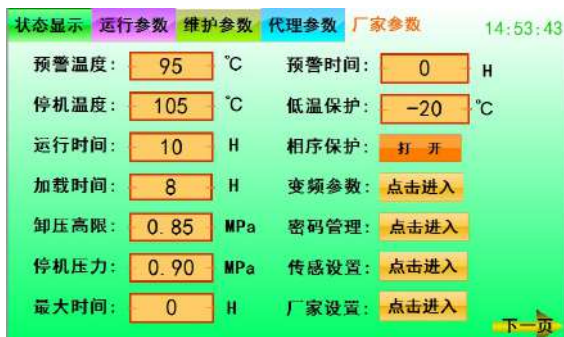 状态显示 运行参数 维护参数 代理参数 厂家参数 14:53:43
预警温度: 95 ℃ 预警时间: 0 H
停机温度: 105 ℃ 低温保护: -20 ℃
运行时间: 10 H 相序保护: 打 开
加载时间: 8 H 变频参数: 点击进入
卸压高限: 0.85 MPa 密码管理: 点击进入
停机压力: 0.90 MPa 传感设置: 点击进入
最大时间: 0 H 厂家设置: 点击进入
下一页